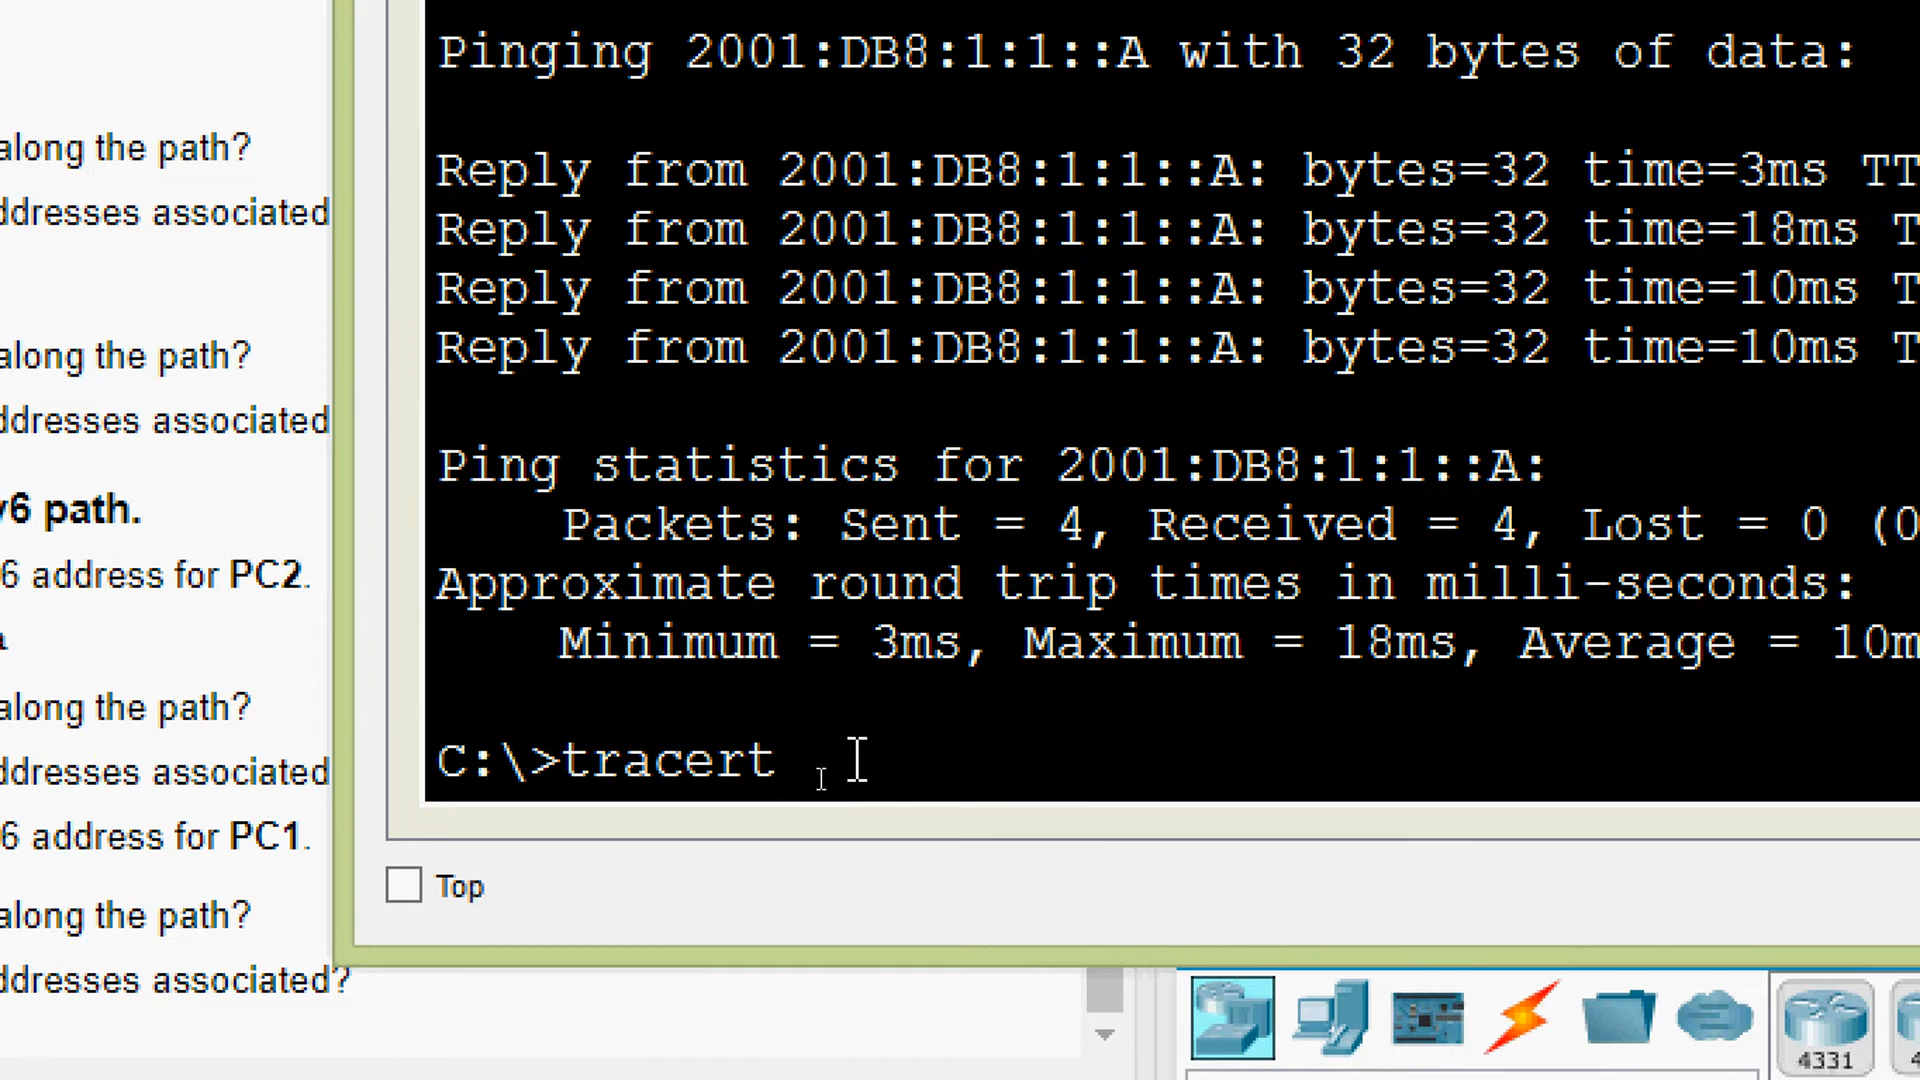 along the path?
ddresses associated
along the path?
ddresses associated
v6 path.
6 address for PC2.
along the path?
ddresses associated
6 address for PC1.
along the path?
ddresses associated?
Pinging 2001:DB8:1:1::A with 32 bytes of data:
Reply from 2001:DB8:1:1::A: bytes=32 time=3ms TT
Reply from 2001:DB8:1:1::A: bytes=32 time=18ms T
Reply from 2001:DB8:1:1::A: bytes=32 time=10ms T
Reply from 2001:DB8:1:1::A: bytes=32 time=10ms T
Ping statistics for 2001:DB8:1:1::A:
Packets: Sent = 4, Received = 4, Lost = 0 (0
Approximate round trip times in milli-seconds:
Minimum = 3ms, Maximum = 18ms, Average = 10m
C:\>tracert
Top
4331
4